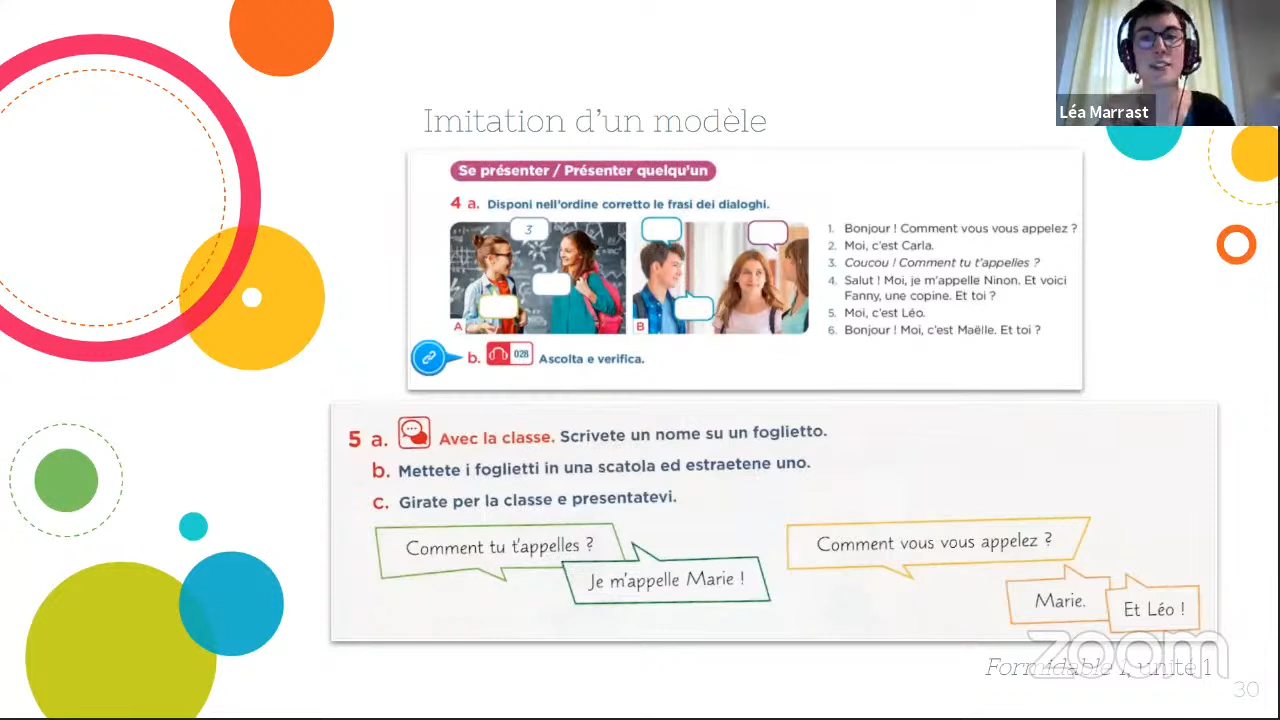 Léa Marrast
Imitation d'un modèle
Se présenter / Présenter quelqu'un
4 a. Disponi nell'ordine corretto le frasi dei dialoghi.
3
A
B
1. Bonjour ! Comment vous vous appelez ?
2. Moi, c'est Carla.
3. Coucou ! Comment tu t'appelles ?
4. Salut ! Moi, je m'appelle Ninon. Et voici
Fanny, une copine. Et toi ?
5. Moi, c'est Léo.
6. Bonjour ! Moi, c'est Maëlle. Et toi ?
b. 028 Ascolta e verifica.
5 a. Avec la classe. Scrivete un nome su un foglietto.
b. Mettete i foglietti in una scatola ed estraetene uno.
c. Girate per la classe e presentatevi.
Comment tu t'appelles ?
Je m'appelle Marie !
Comment vous vous appelez ?
Marie.
Et Léo !
zoom
Formidable 1, unité 1
30